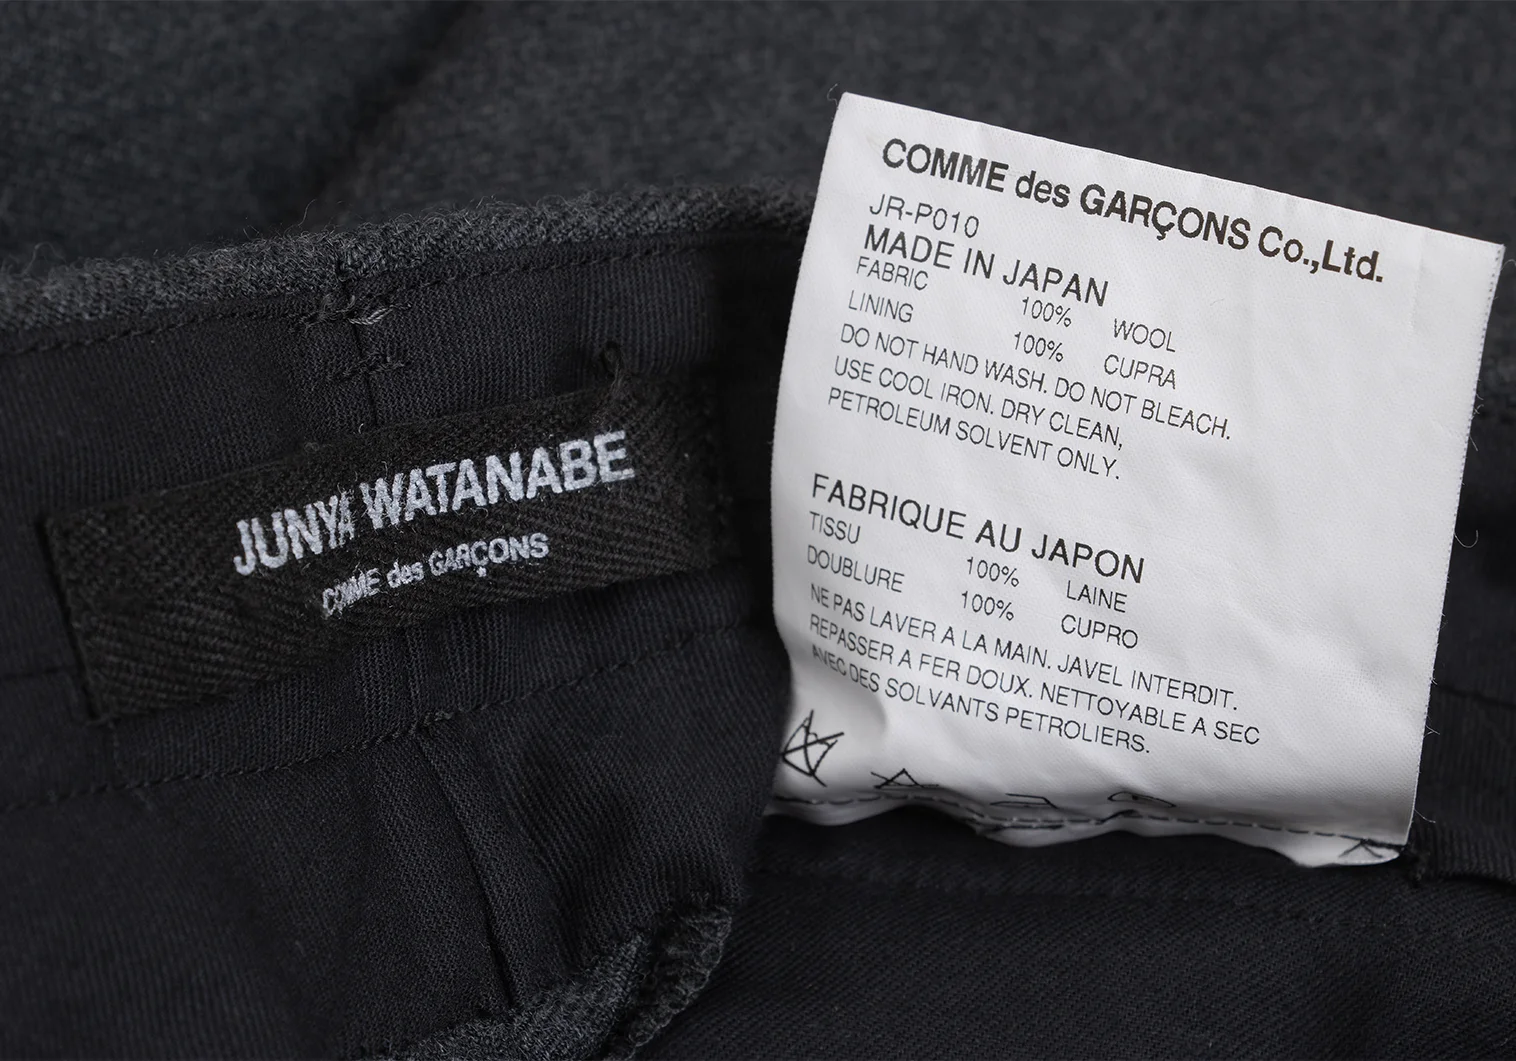 JUNYA WATANABE
COMME des GARÇONS
COMME des GARÇONS Co.,Ltd.
JR-P010
MADE IN JAPAN
FABRIC 100% WOOL
LINING 100% CUPRA
DO NOT HAND WASH. DO NOT BLEACH.
USE COOL IRON. DRY CLEAN,
PETROLEUM SOLVENT ONLY.
FABRIQUE AU JAPON
TISSU 100% LAINE
DOUBLURE 100% CUPRO
NE PAS LAVER A LA MAIN. JAVEL INTERDIT.
REPASSER A FER DOUX. NETTOYABLE A SEC
AVEC DES SOLVANTS PETROLIERS.